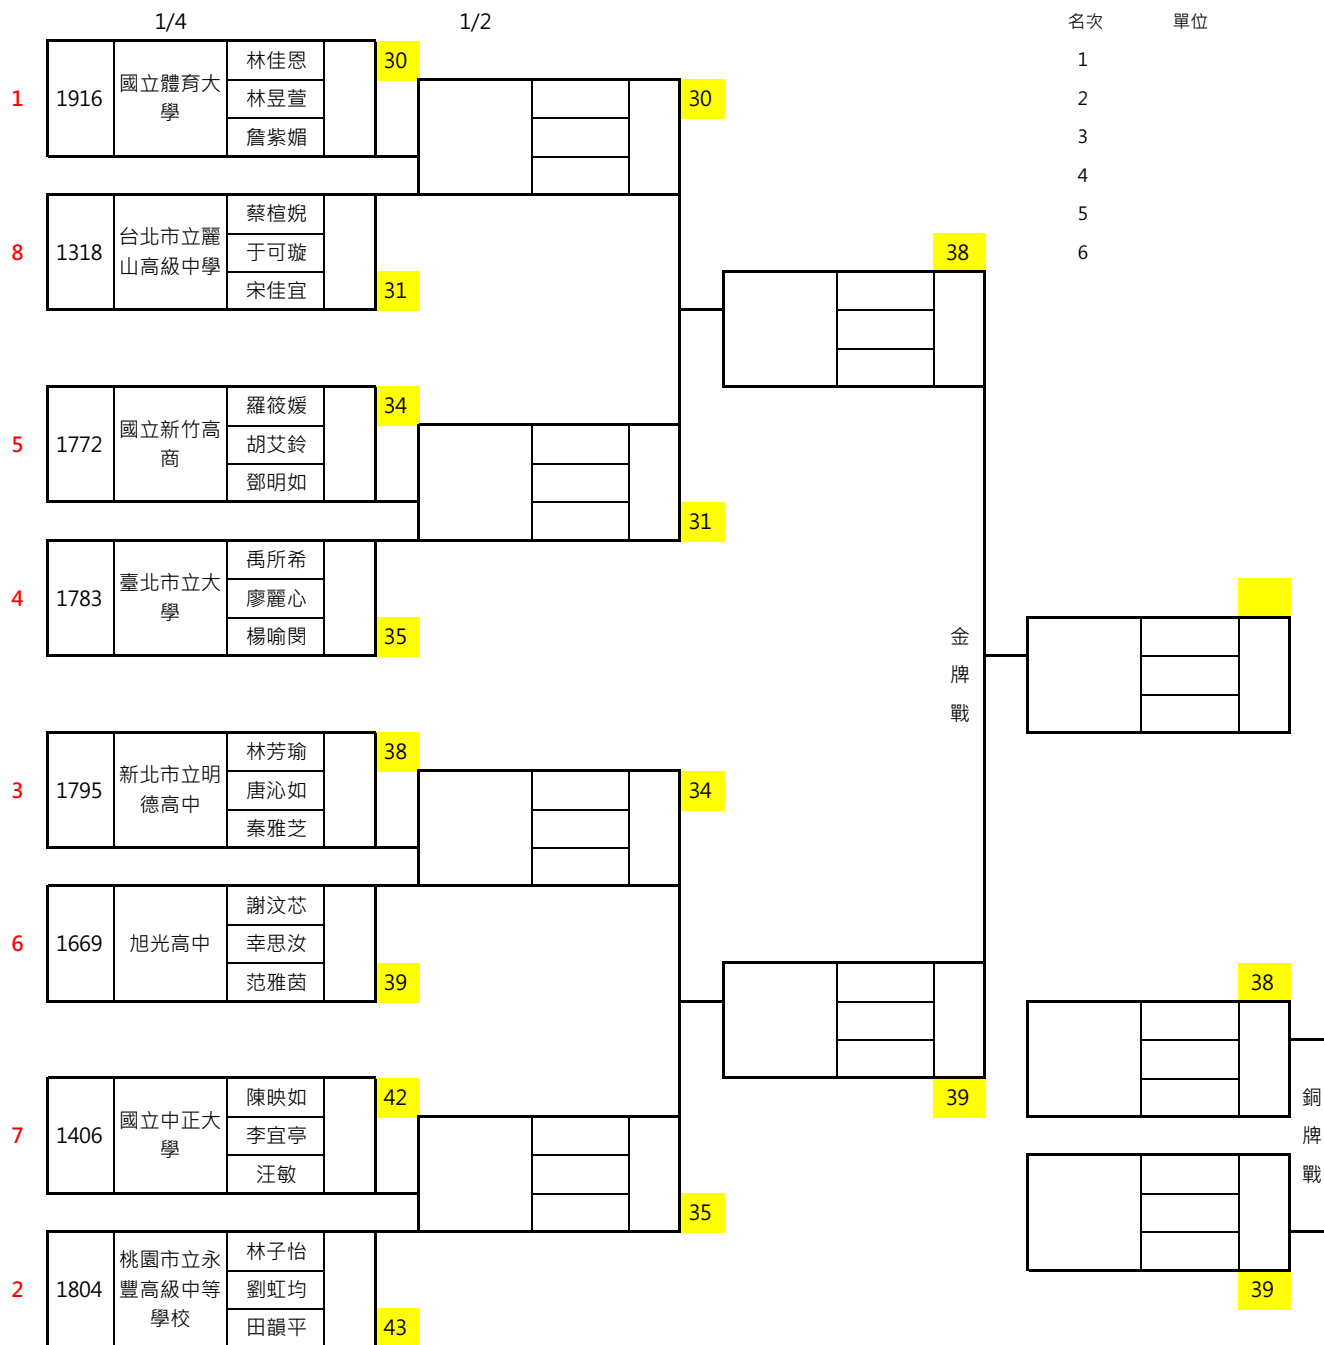 1/4
1/2
名次 單位
1
2
3
4
5
6
1 1916 國立體育大
學
林佳恩
林昱萱
詹紫媚
30
30
8 1318 台北市立麗
山高級中學
蔡楦婗
于可璇
宋佳宜
31
38
5 1772 國立新竹高
商
羅筱媛
胡艾鈴
鄧明如
34
31
4 1783 臺北市立大
學
禹所希
廖麗心
楊喻閔
35
金
牌
戰
3 1795 新北市立明
德高中
林芳瑜
唐沁如
秦雅芝
38
34
6 1669 旭光高中
謝汶芯
幸思汝
范雅茵
39
38
7 1406 國立中正大
學
陳映如
李宜亭
汪敏
42
39
35
銅
牌
戰
2 1804 桃園市立永
豐高級中等
學校
林子怡
劉虹均
田韻平
43
39